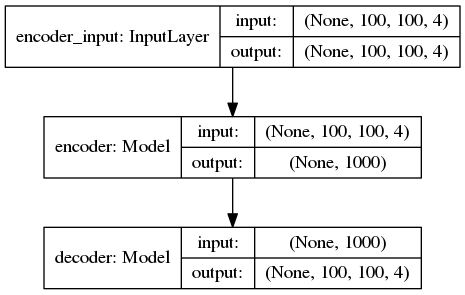 encoder_input: InputLayer
input: (None, 100, 100, 4)
output: (None, 100, 100, 4)
encoder: Model
input: (None, 100, 100, 4)
output: (None, 1000)
decoder: Model
input: (None, 1000)
output: (None, 100, 100, 4)